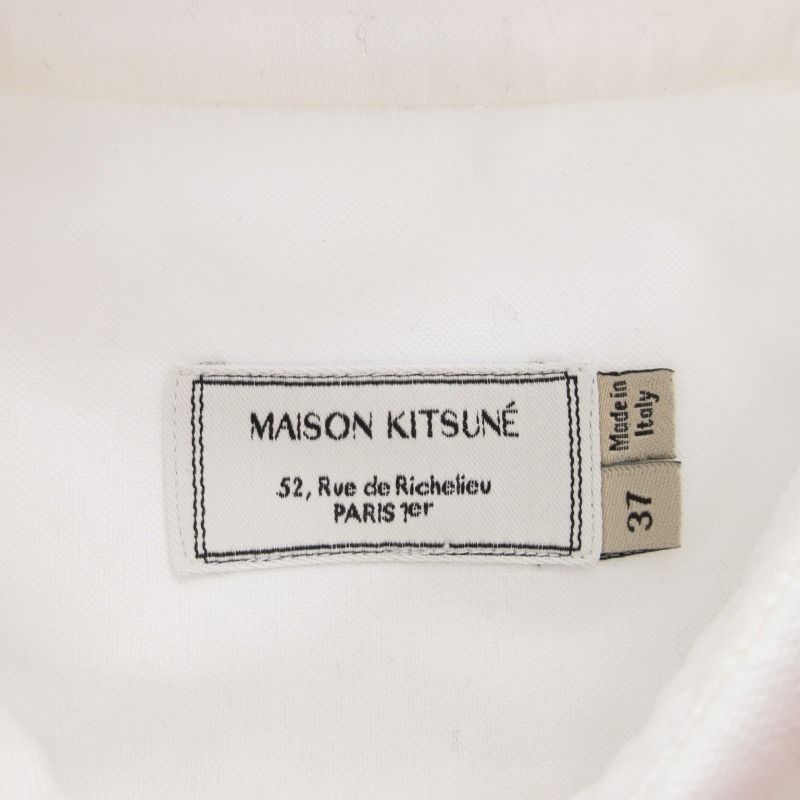 MAISON KITSUNÉ
52, Rue de Richelieu
PARIS 1er
Made in
Italy
37